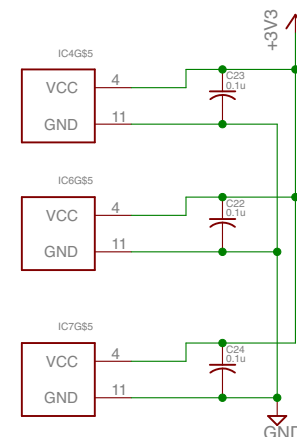 +3V3
IC4G$5
VCC 4
GND 11
C23
0.1u
IC6G$5
VCC 4
GND 11
C22
0.1u
IC7G$5
VCC 4
GND 11
C24
0.1u
GND